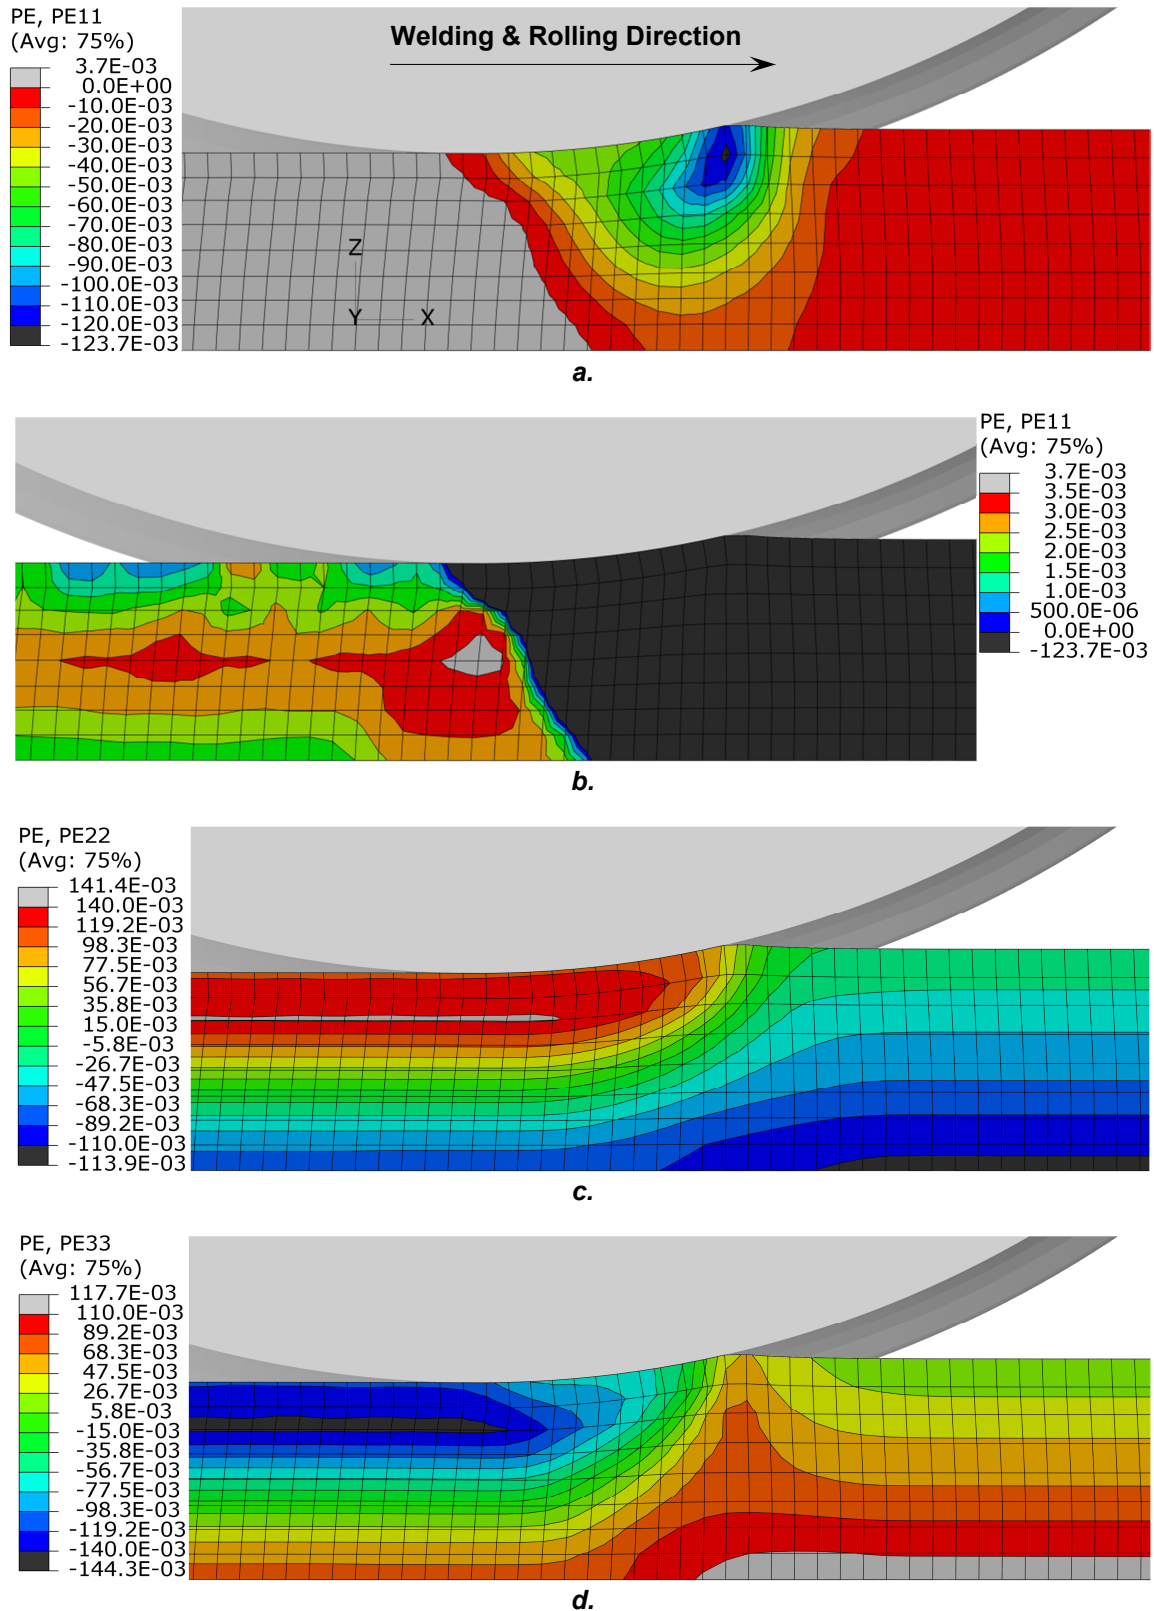 PE, PE11
(Avg: 75%)
3.7E-03
0.0E+00
-10.0E-03
-20.0E-03
-30.0E-03
-40.0E-03
-50.0E-03
-60.0E-03
-70.0E-03
-80.0E-03
-90.0E-03
-100.0E-03
-110.0E-03
-120.0E-03
-123.7E-03
Welding & Rolling Direction
Z
Y X
a.
PE, PE11
(Avg: 75%)
3.7E-03
3.5E-03
3.0E-03
2.5E-03
2.0E-03
1.5E-03
1.0E-03
500.0E-06
0.0E+00
-123.7E-03
b.
PE, PE22
(Avg: 75%)
141.4E-03
140.0E-03
119.2E-03
98.3E-03
77.5E-03
56.7E-03
35.8E-03
15.0E-03
-5.8E-03
-26.7E-03
-47.5E-03
-68.3E-03
-89.2E-03
-110.0E-03
-113.9E-03
c.
PE, PE33
(Avg: 75%)
117.7E-03
110.0E-03
89.2E-03
68.3E-03
47.5E-03
26.7E-03
5.8E-03
-15.0E-03
-35.8E-03
-56.7E-03
-77.5E-03
-98.3E-03
-119.2E-03
-140.0E-03
-144.3E-03
d.